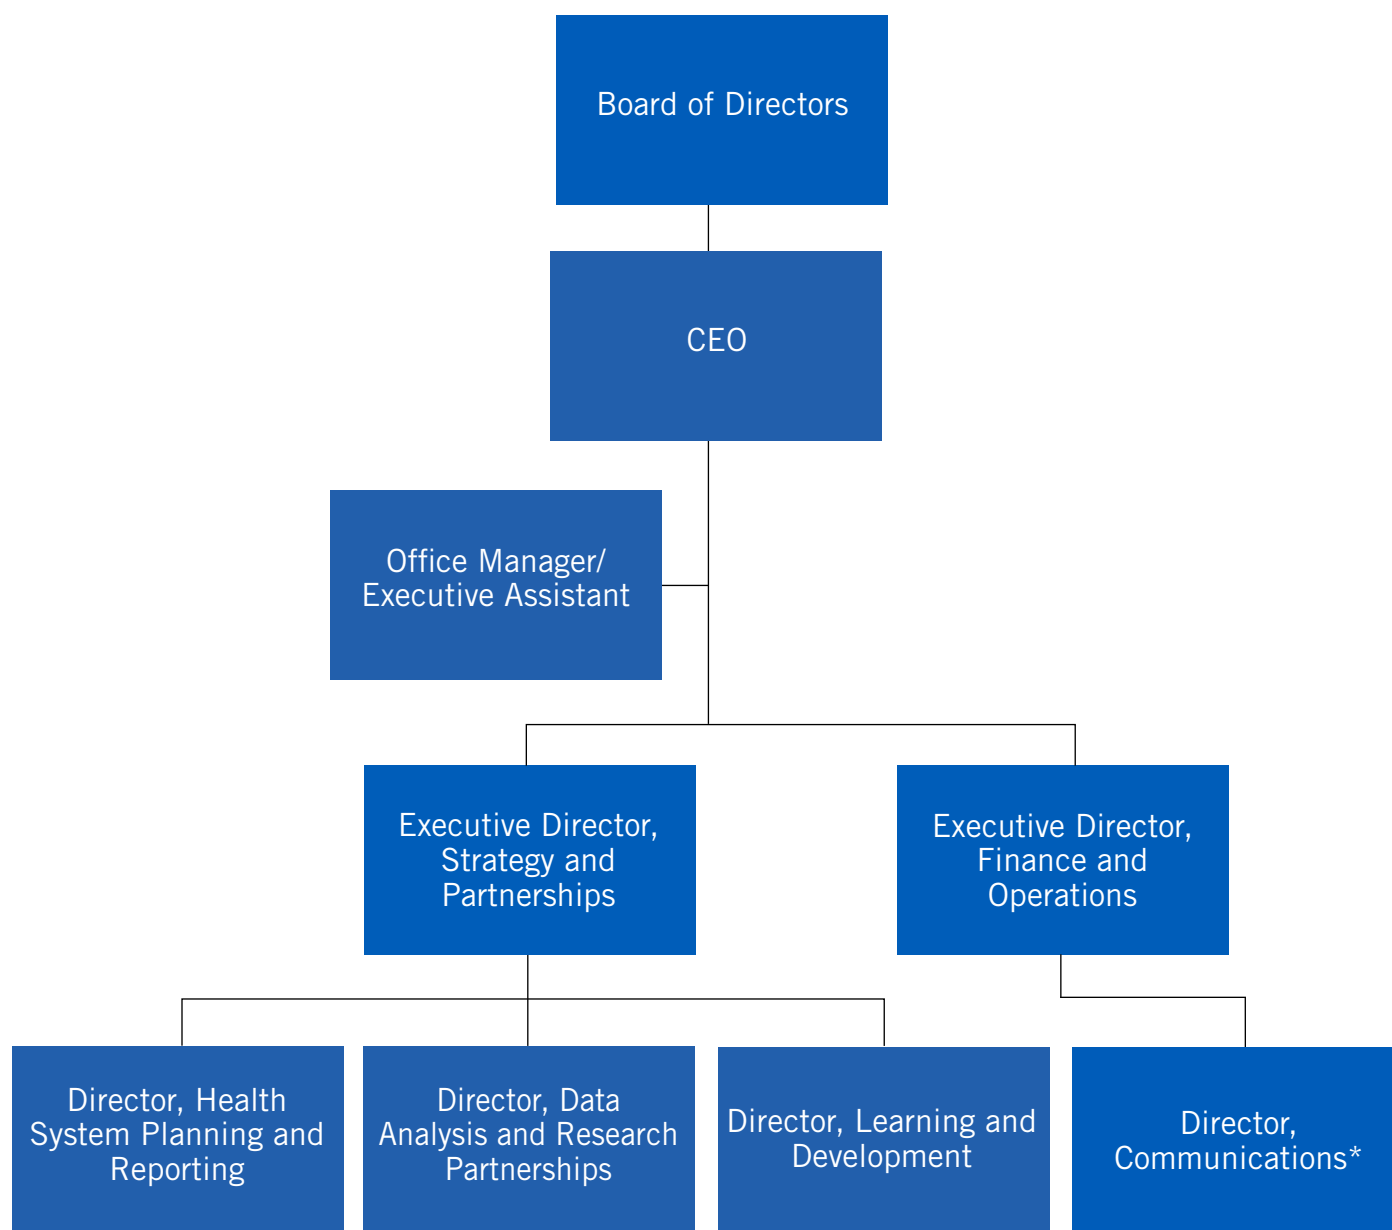 Board of Directors
CEO
Office Manager/
Executive Assistant
Executive Director,
Strategy and
Partnerships
Executive Director,
Finance and
Operations
Director, Health
System Planning and
Reporting
Director, Data
Analysis and Research
Partnerships
Director, Learning and
Development
Director,
Communications*